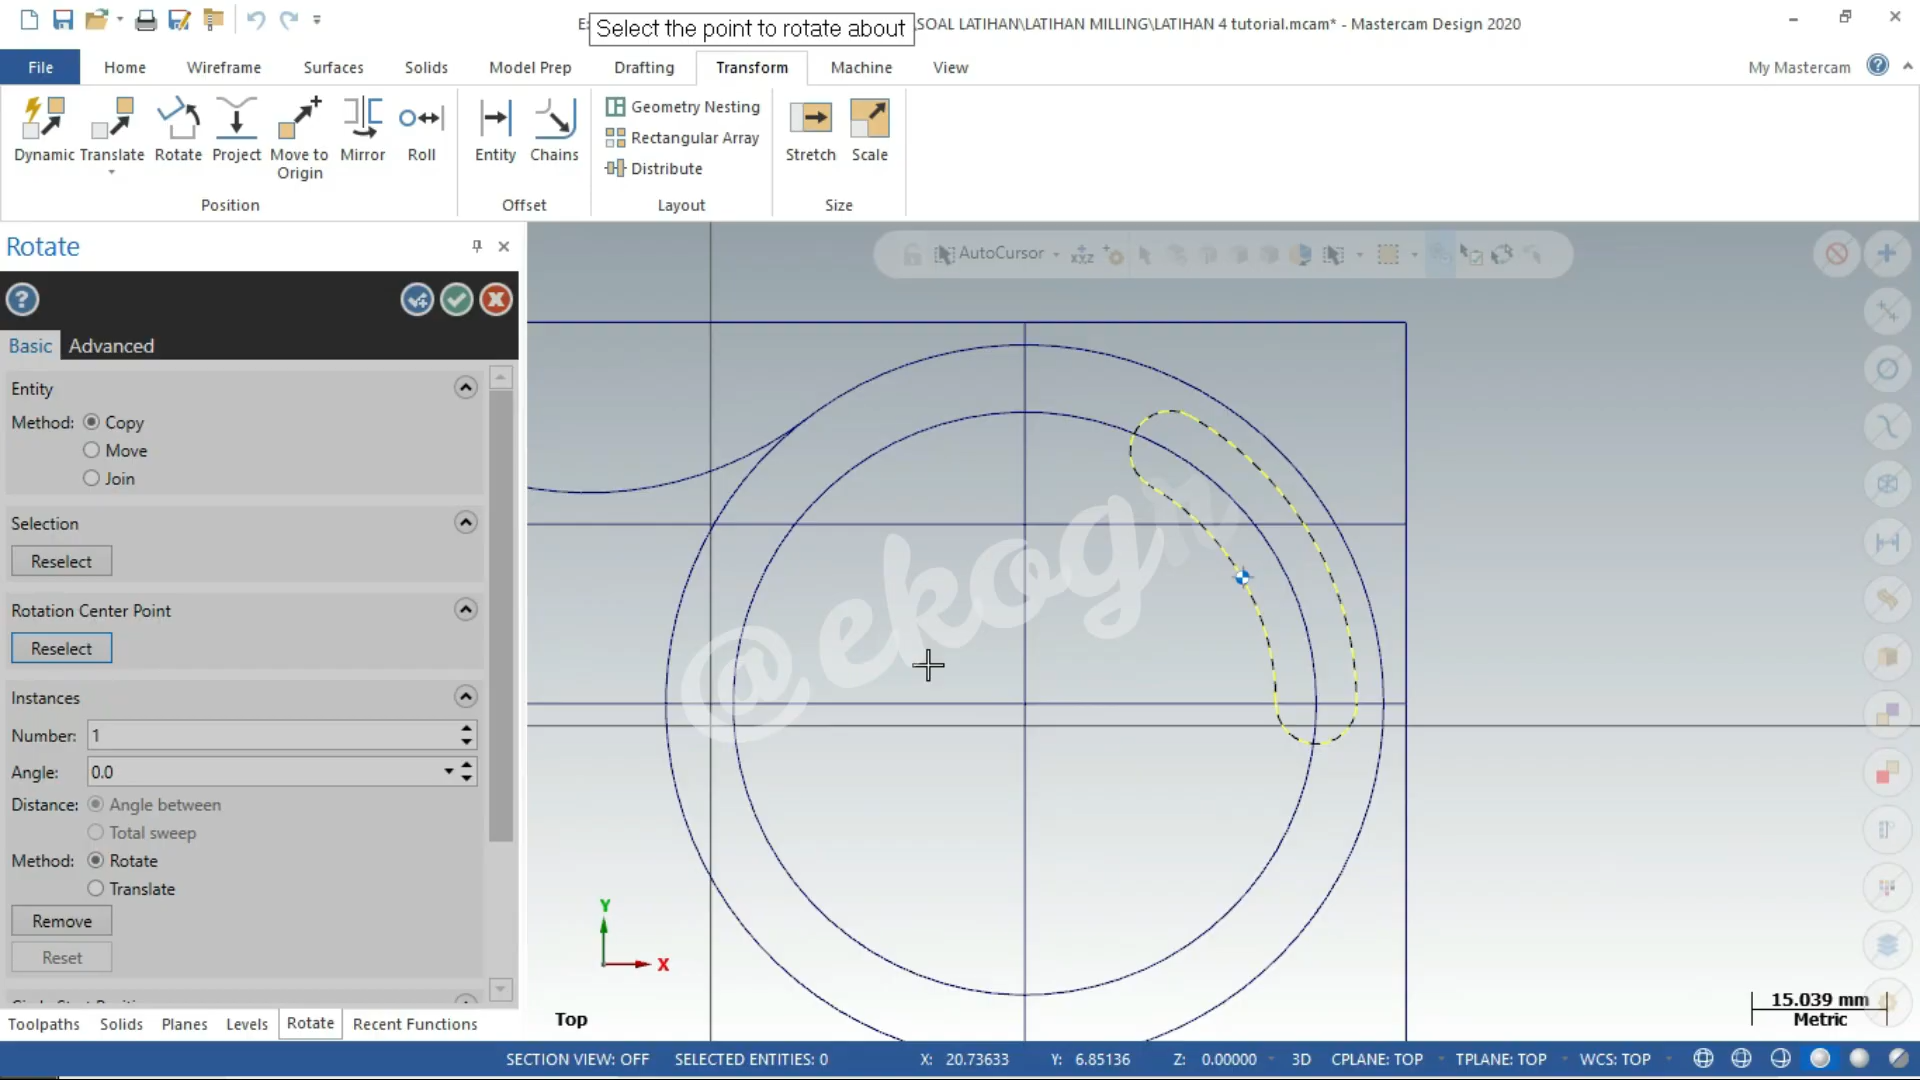 E
Select the point to rotate about
\SOAL LATIHAN\LATIHAN MILLING\LATIHAN 4 tutorial.mcam* - Mastercam Design 2020
File
Home
Wireframe
Surfaces
Solids
Model Prep
Drafting
Transform
Machine
View
My Mastercam
Dynamic
Translate
Rotate
Project
Move to
Origin
Mirror
Roll
Position
Entity
Chains
Offset
Geometry Nesting
Rectangular Array
Distribute
Layout
Stretch
Scale
Size
Rotate
AutoCursor
Basic
Advanced
Entity
Method:
Copy
Move
Join
Selection
Reselect
Rotation Center Point
Reselect
Instances
Number: 1
Angle: 0.0
Distance:
Angle between
Total sweep
Method:
Rotate
Translate
Remove
Reset
@ekogr
Y
X
Top
15.039 mm
Metric
Toolpaths
Solids
Planes
Levels
Rotate
Recent Functions
SECTION VIEW: OFF
SELECTED ENTITIES: 0
X: 20.73633
Y: 6.85136
Z: 0.00000
3D
CPLANE: TOP
TPLANE: TOP
WCS: TOP